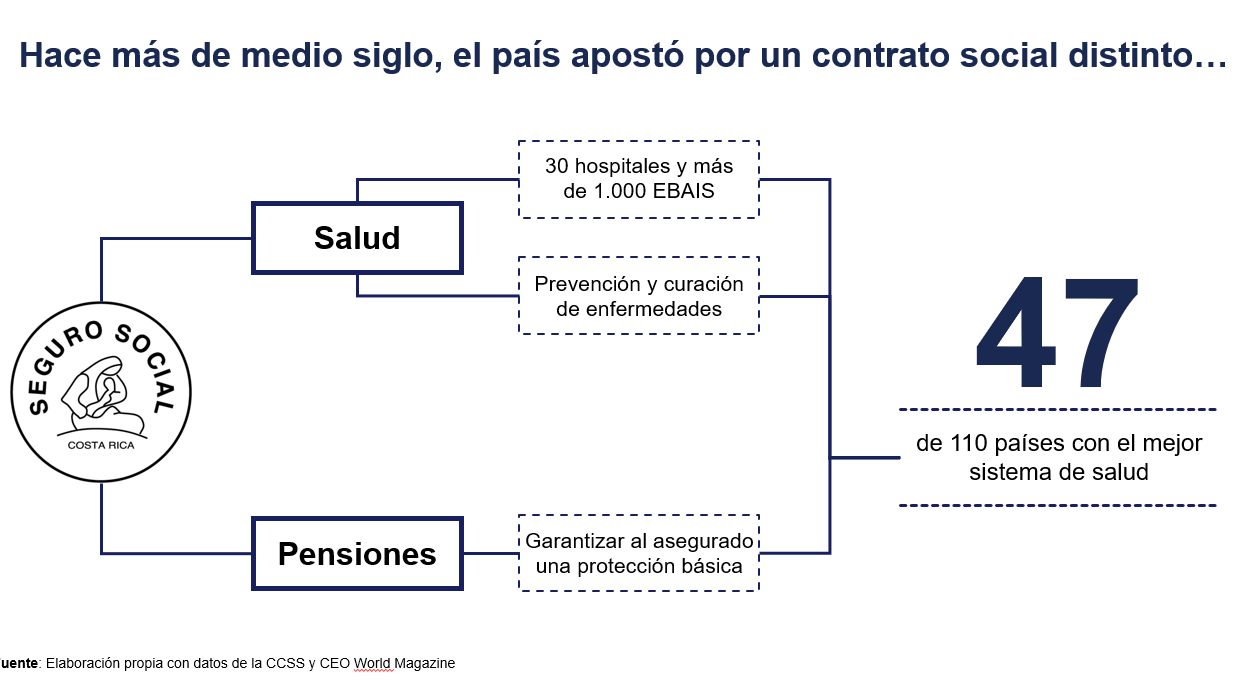 Hace más de medio siglo, el país apostó por un contrato social distinto…
30 hospitales y más
de 1.000 EBAIS
Salud
Prevención y curación
de enfermedades
SEGURO SOCIAL
COSTA RICA
47
de 110 países con el mejor
sistema de salud
Pensiones
Garantizar al asegurado
una protección básica
uente: Elaboración propia con datos de la CCSS y CEO World Magazine